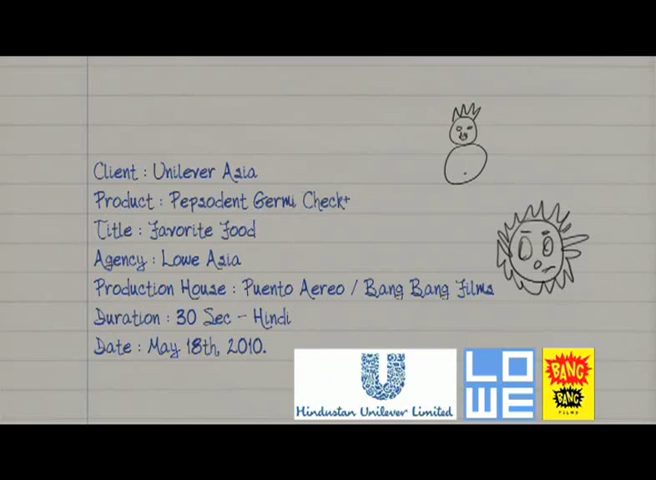 Client : Unilever Asia
Product : Pepsodent Germi Check+
Title : Favorite Food
Agency : Lowe Asia
Production House : Puento Aereo / Bang Bang Films
Duration : 30 Sec - Hindi
Date : May 18th, 2010.
Hindustan Unilever Limited
LOWE
BANG
BANG
FILMS